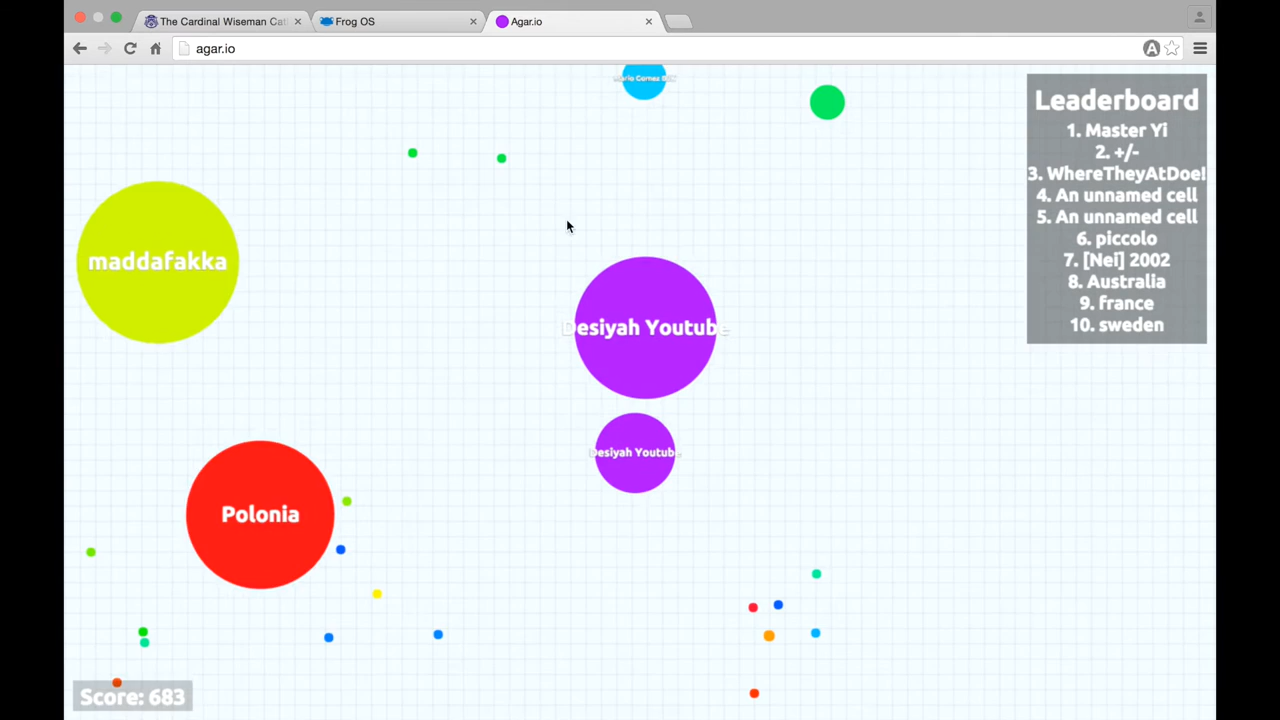 The Cardinal Wiseman Cat
Frog OS
Agar.io
agar.io
Leaderboard
1. Master Yi
2. +/-
3. WhereTheyAtDoe!
4. An unnamed cell
5. An unnamed cell
6. piccolo
7. [Nei] 2002
8. Australia
9. france
10. sweden
maddafakka
Desiyah Youtube
Desiyah Youtube
Polonia
Score: 683